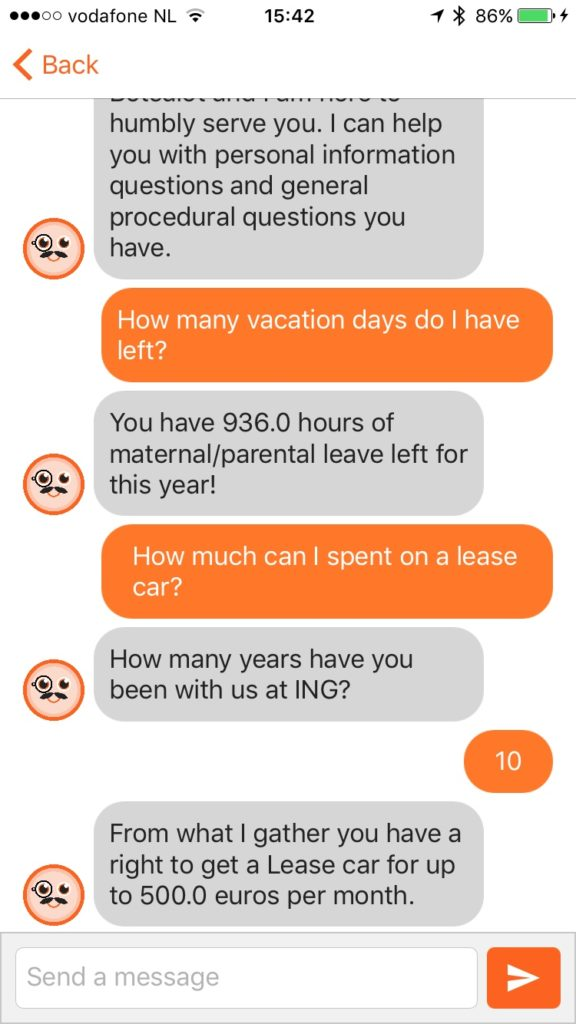 vodafone NL
15:42
86%
Back
humbly serve you. I can help
you with personal information
questions and general
procedural questions you
have.
How many vacation days do I have
left?
You have 936.0 hours of
maternal/parental leave left for
this year!
How much can I spent on a lease
car?
How many years have you
been with us at ING?
10
From what I gather you have a
right to get a Lease car for up
to 500.0 euros per month.
Send a message